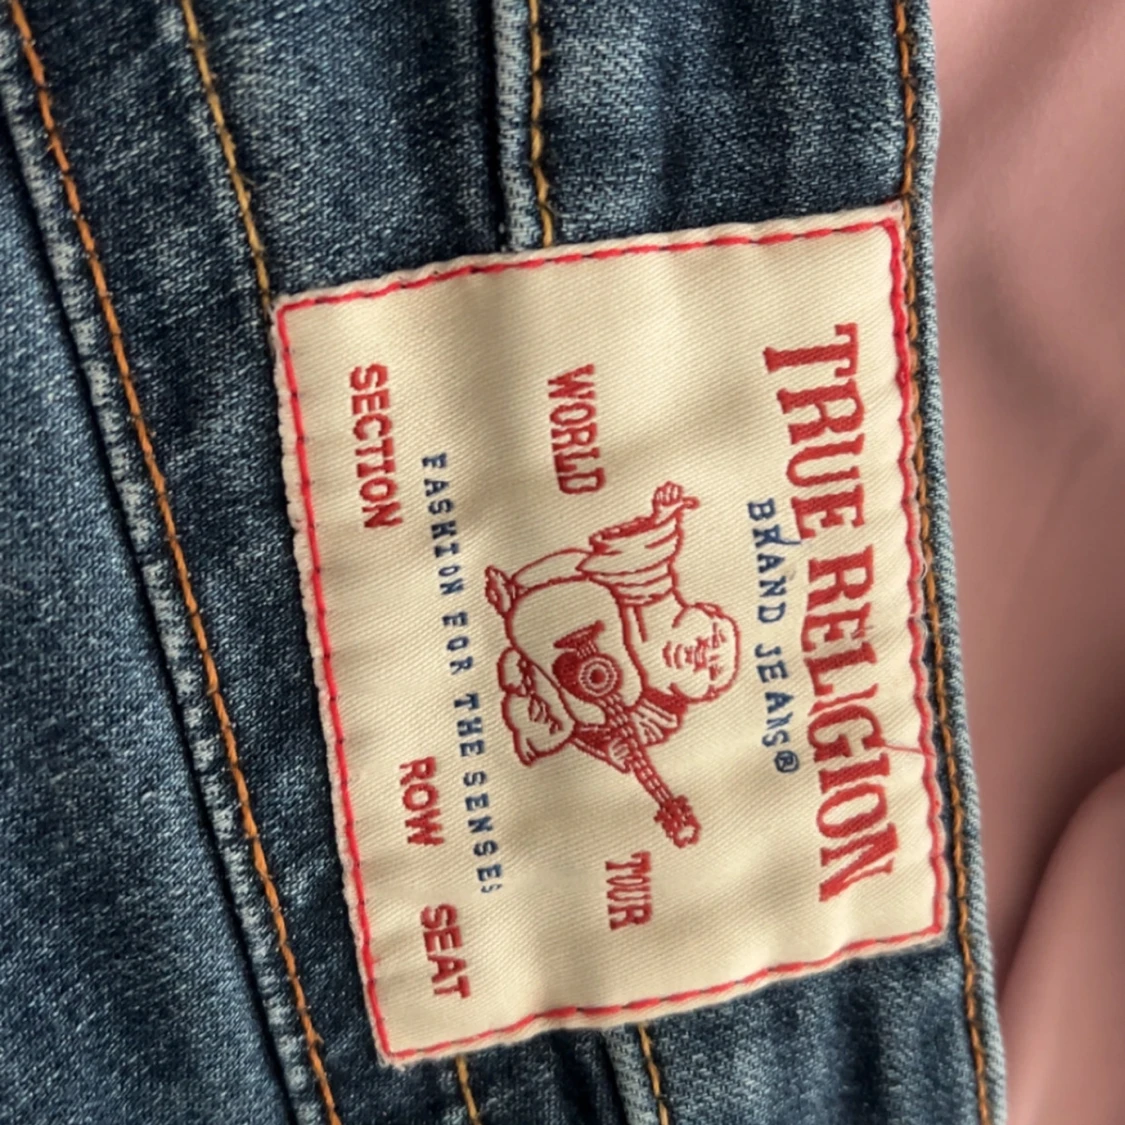 TRUE RELIGION
BRAND JEANS®
WORLD TOUR
FASHION FOR THE SENSES
SECTION ROW SEAT